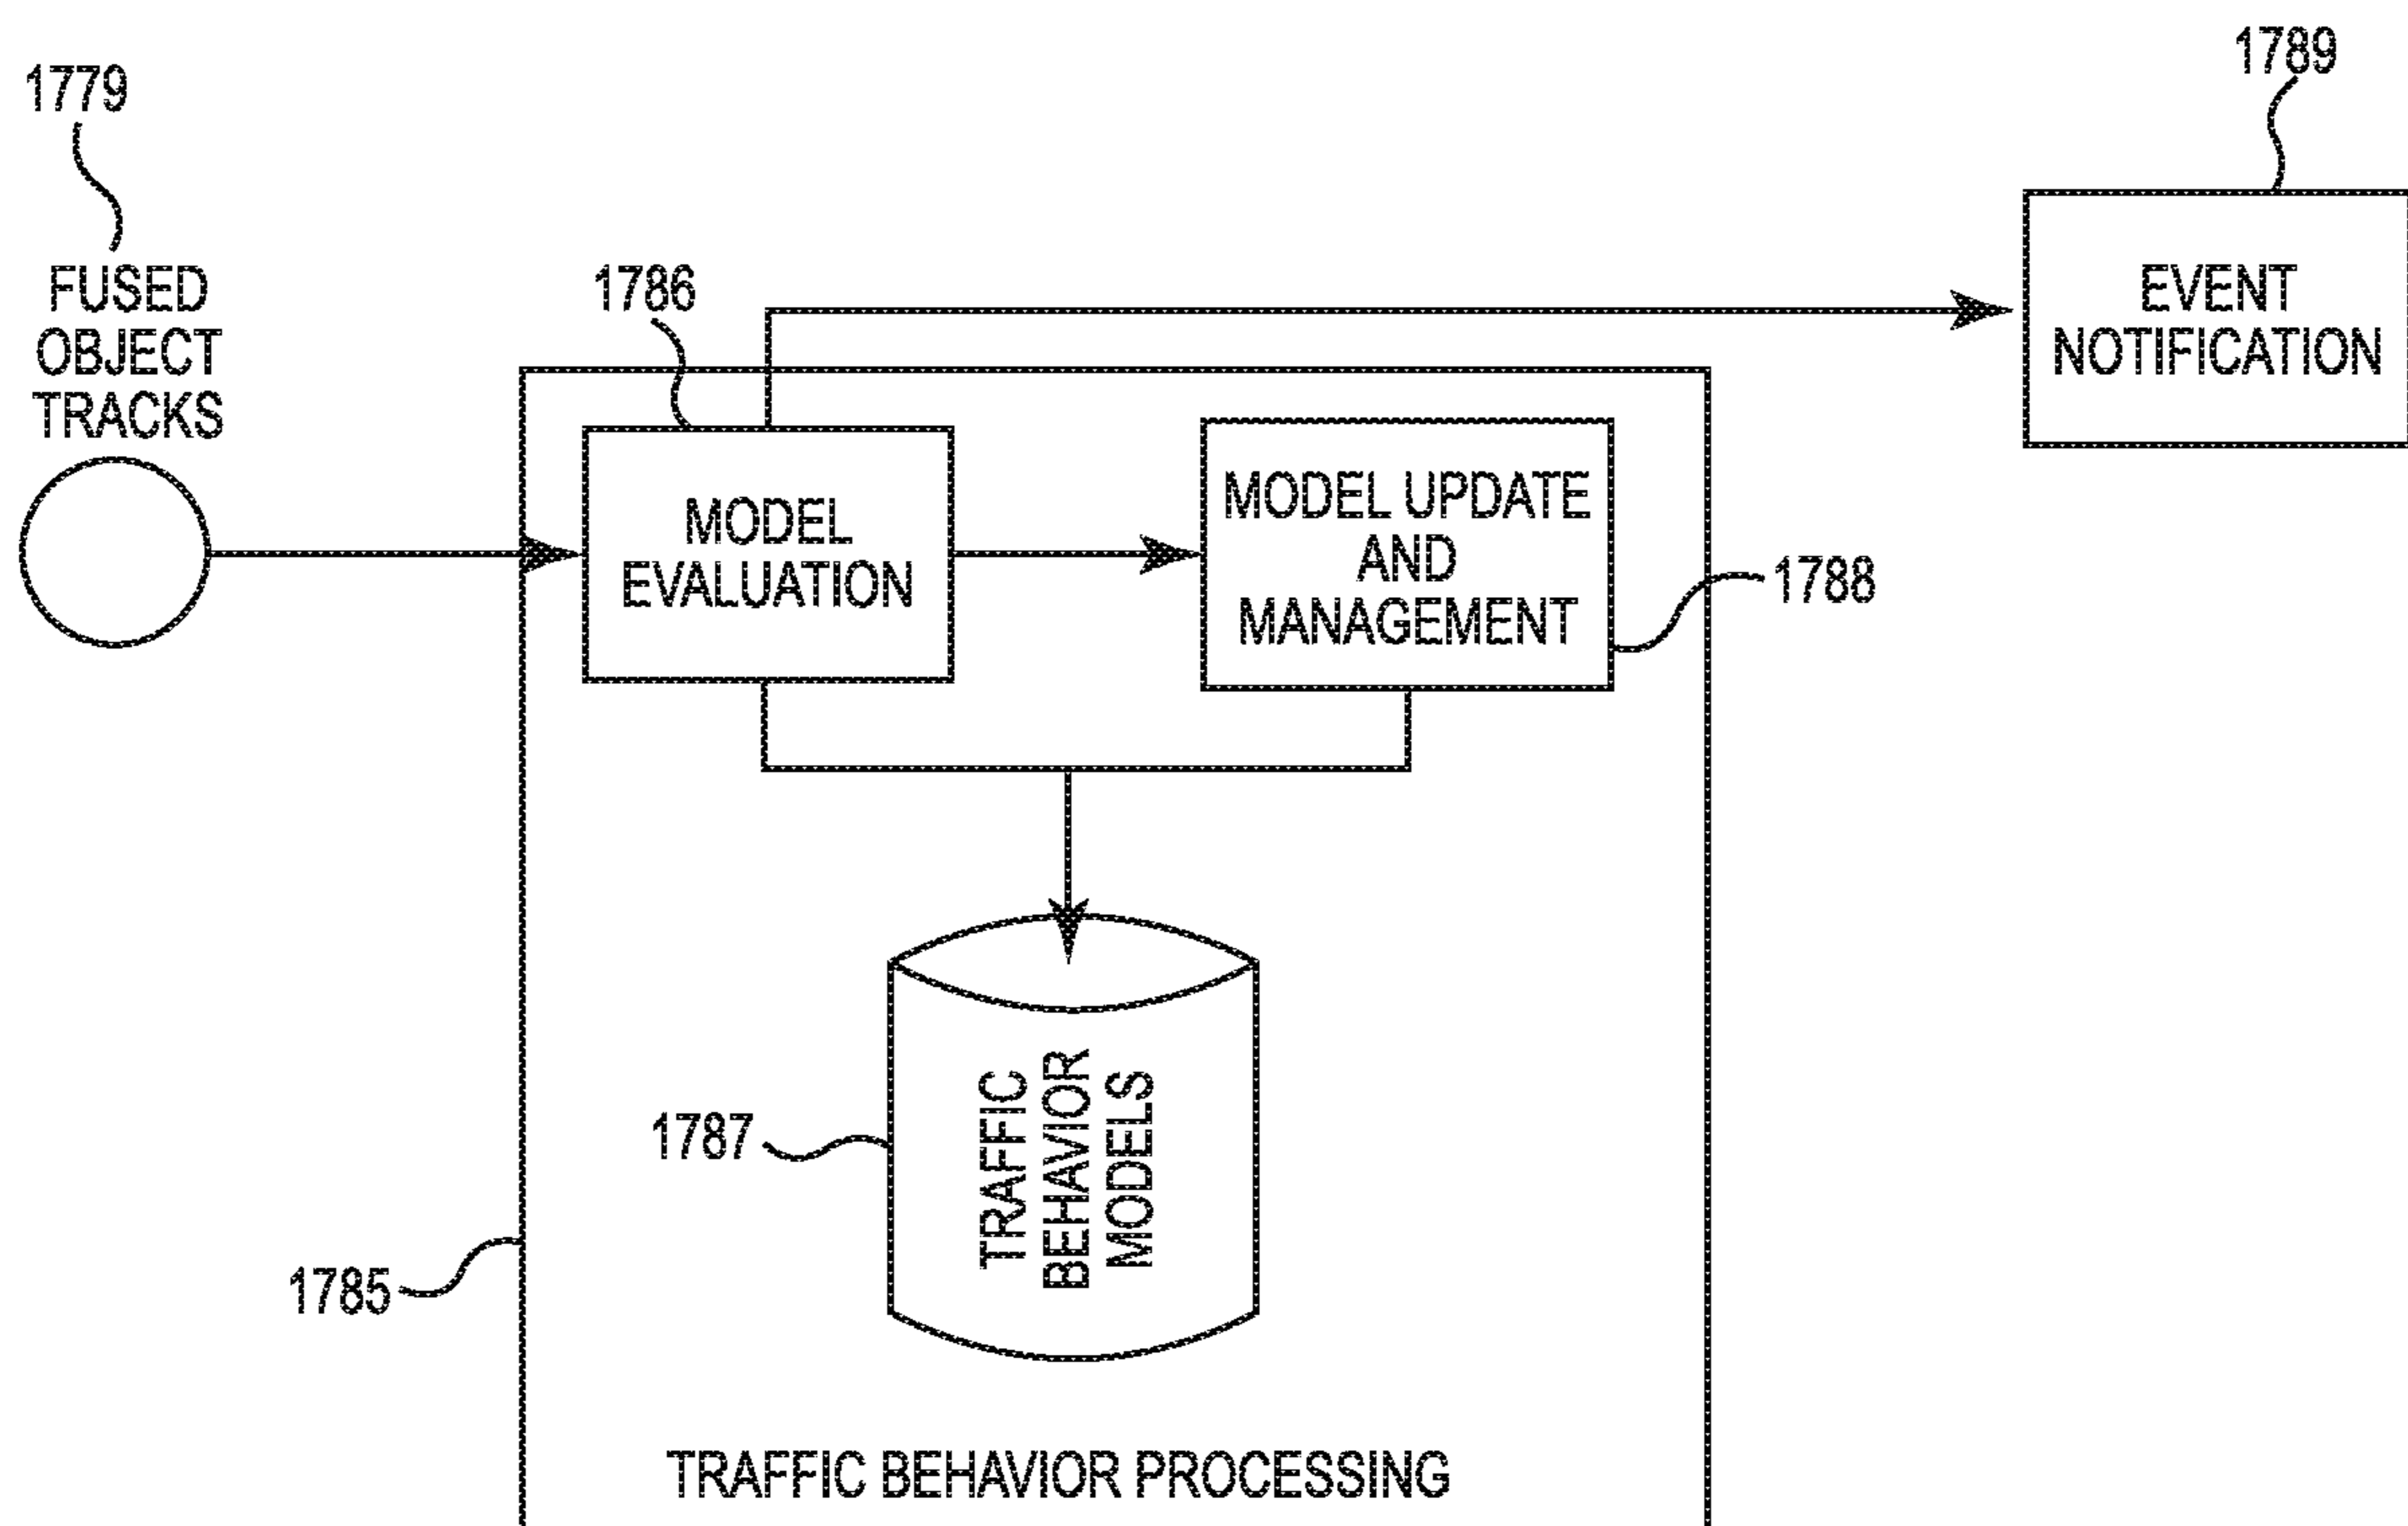 1779
FUSED
OBJECT
TRACKS
1786
1789
EVENT
NOTIFICATION
MODEL
EVALUATION
MODEL UPDATE
AND
MANAGEMENT
1788
1787
TRAFFIC
BEHAVIOR
MODELS
1785
TRAFFIC BEHAVIOR PROCESSING